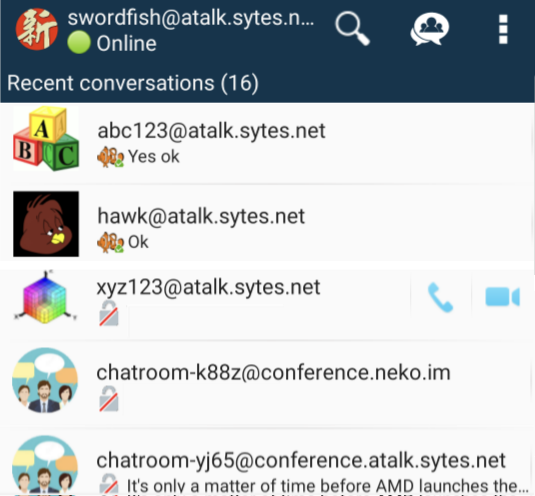 新
swordfish@atalk.sytes.n...
Online
Recent conversations (16)
A
B C
abc123@atalk.sytes.net
Yes ok
hawk@atalk.sytes.net
Ok
xyz123@atalk.sytes.net
chatroom-k88z@conference.neko.im
chatroom-yj65@conference.atalk.sytes.net
It's only a matter of time before AMD launches the...